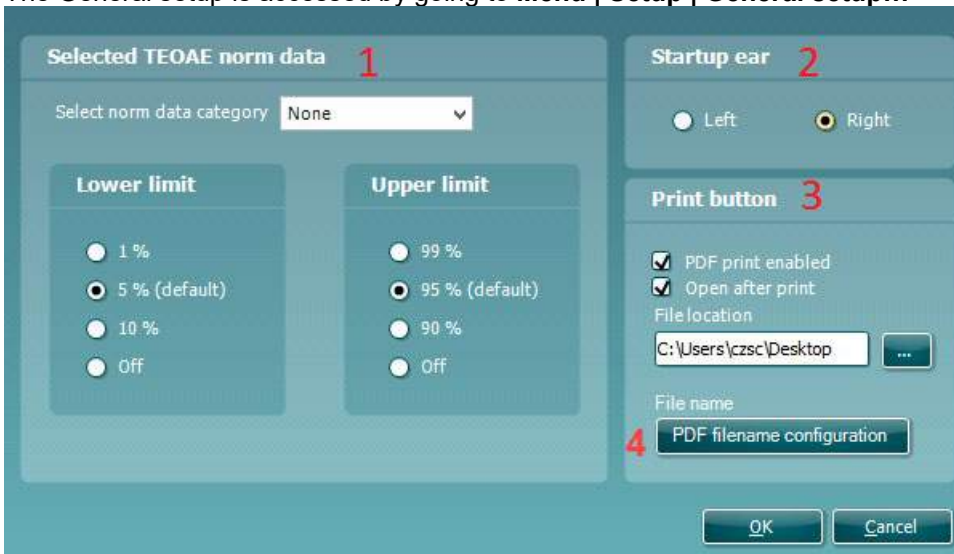 The General setup is accessed by going to Menu | Setup | General setup...
Selected TEOAE norm data 1
Select norm data category None
Lower limit
1 %
5 % (default)
10 %
Off
Upper limit
99 %
95 % (default)
90 %
Off
Startup ear 2
Left Right
Print button 3
PDF print enabled
Open after print
File location
C:\Users\czsc\Desktop ...
File name
4 PDF filename configuration
OK Cancel